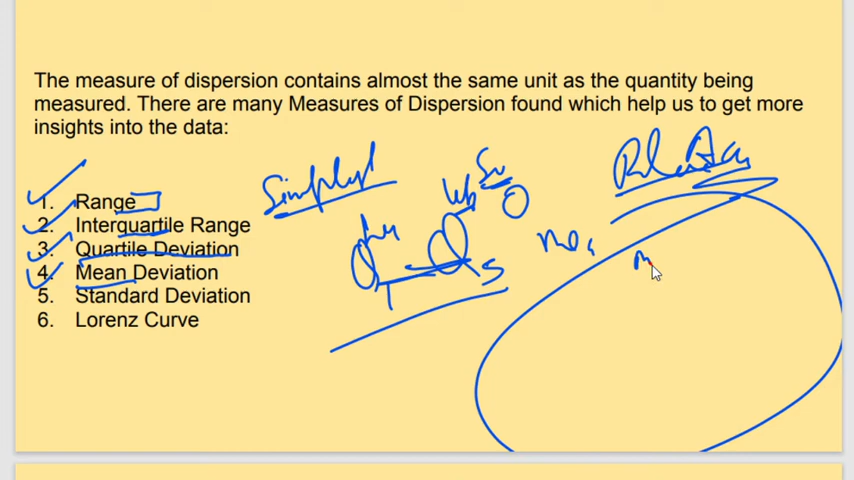 The measure of dispersion contains almost the same unit as the quantity being
measured. There are many Measures of Dispersion found which help us to get more
insights into the data:
1. Range
2. Interquartile Range
3. Quartile Deviation
4. Mean Deviation
5. Standard Deviation
6. Lorenz Curve